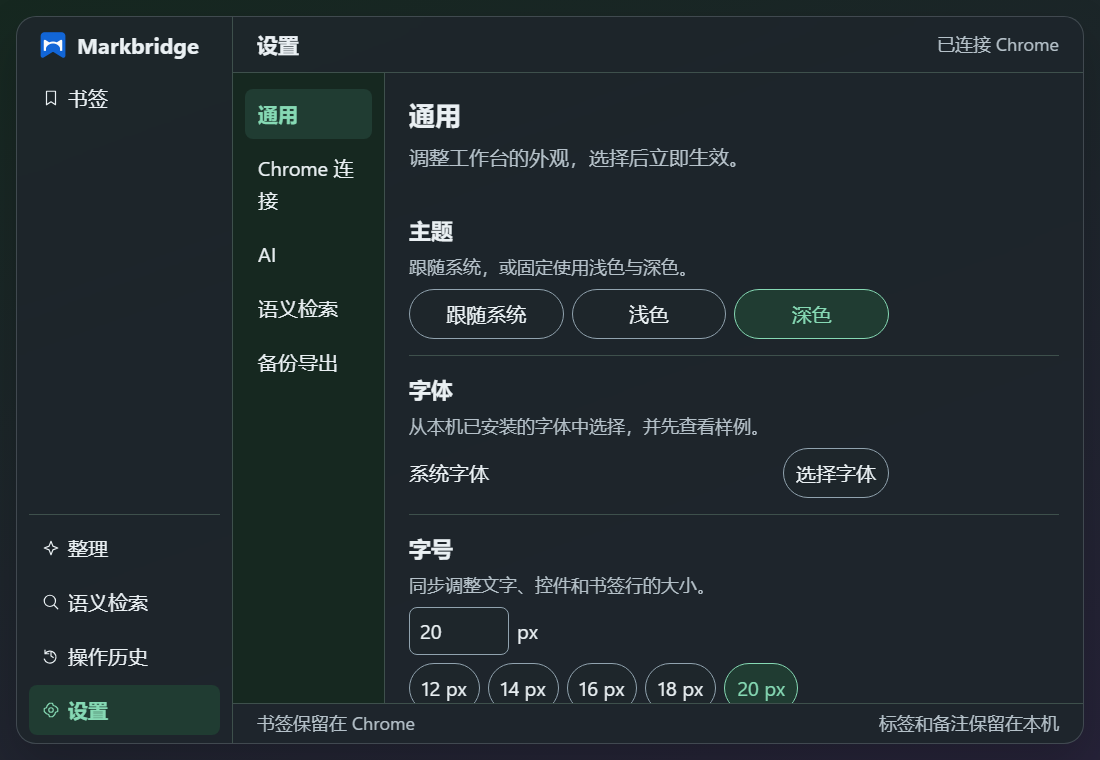 Markbridge
书签
整理
语义检索
操作历史
设置
设置
已连接 Chrome
通用
Chrome 连
接
AI
语义检索
备份导出
通用
调整工作台的外观，选择后立即生效。
主题
跟随系统，或固定使用浅色与深色。
跟随系统 浅色 深色
字体
从本机已安装的字体中选择，并先查看样例。
系统字体 选择字体
字号
同步调整文字、控件和书签行的大小。
20 px
12 px 14 px 16 px 18 px 20 px
书签保留在 Chrome 标签和备注保留在本机